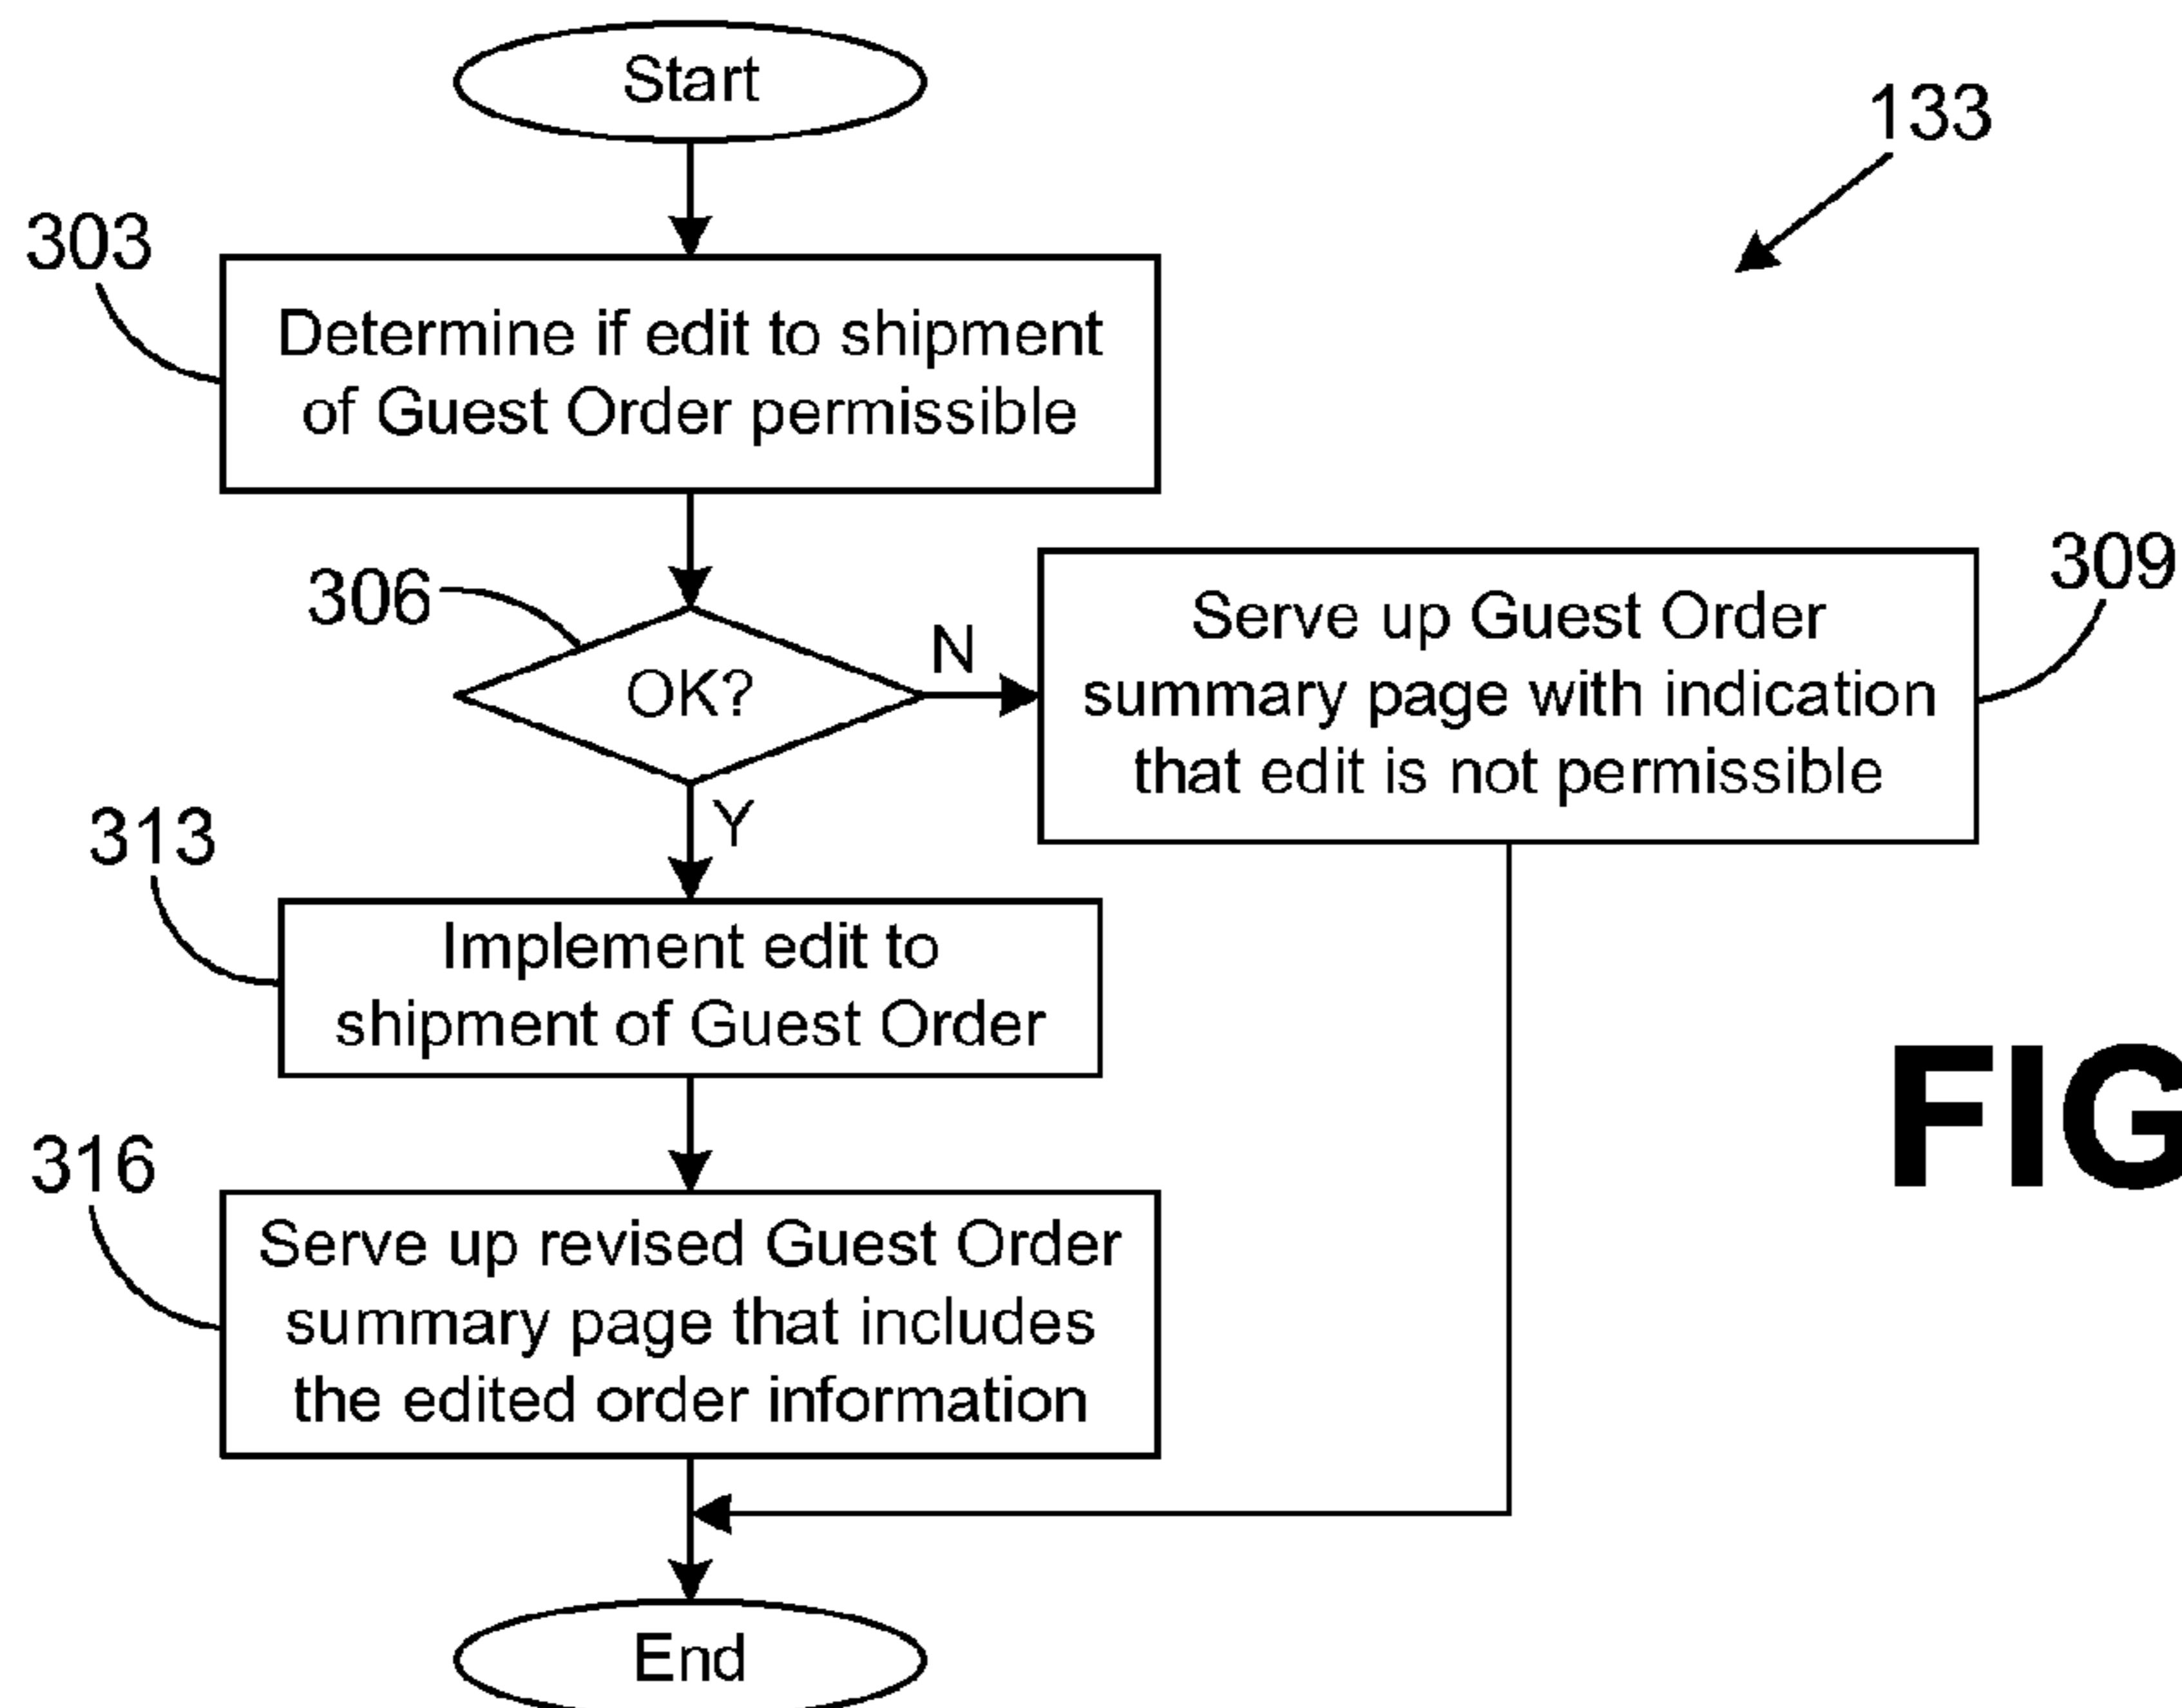 Start
133
303
Determine if edit to shipment
of Guest Order permissible
306
OK?
N
309
Serve up Guest Order
summary page with indication
that edit is not permissible
Y
313
Implement edit to
shipment of Guest Order
FIG
316
Serve up revised Guest Order
summary page that includes
the edited order information
End